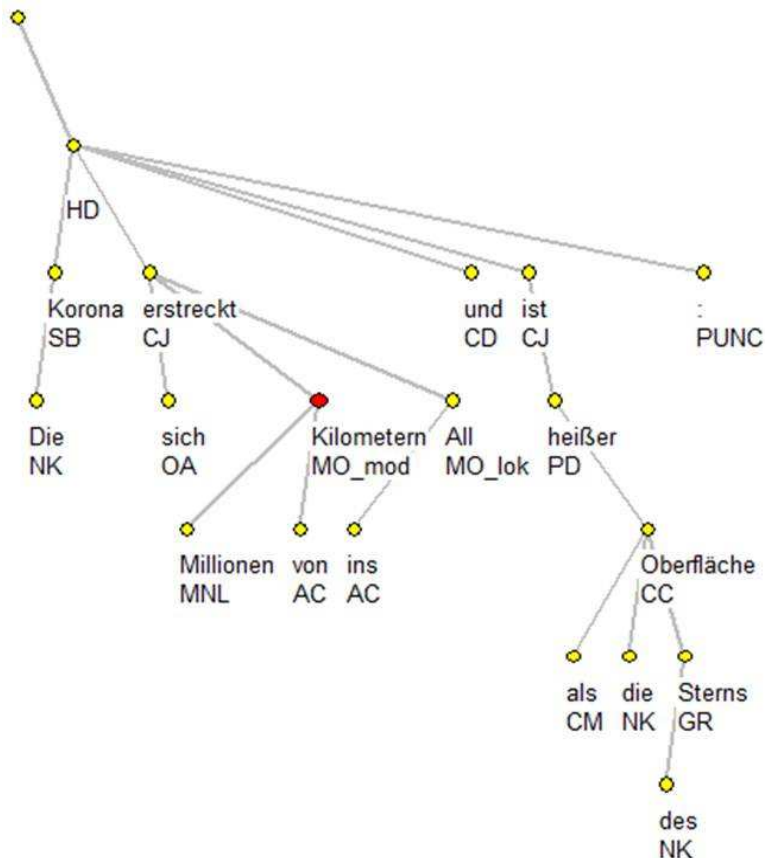 HD
Korona erstreckt und ist :
SB CJ CD CJ PUNC
Die sich Kilometern All heißer
NK OA MO_mod MO_lok PD
Millionen von ins Oberfläche
MNL AC AC CC
als die Sterns
CM NK GR
des
NK